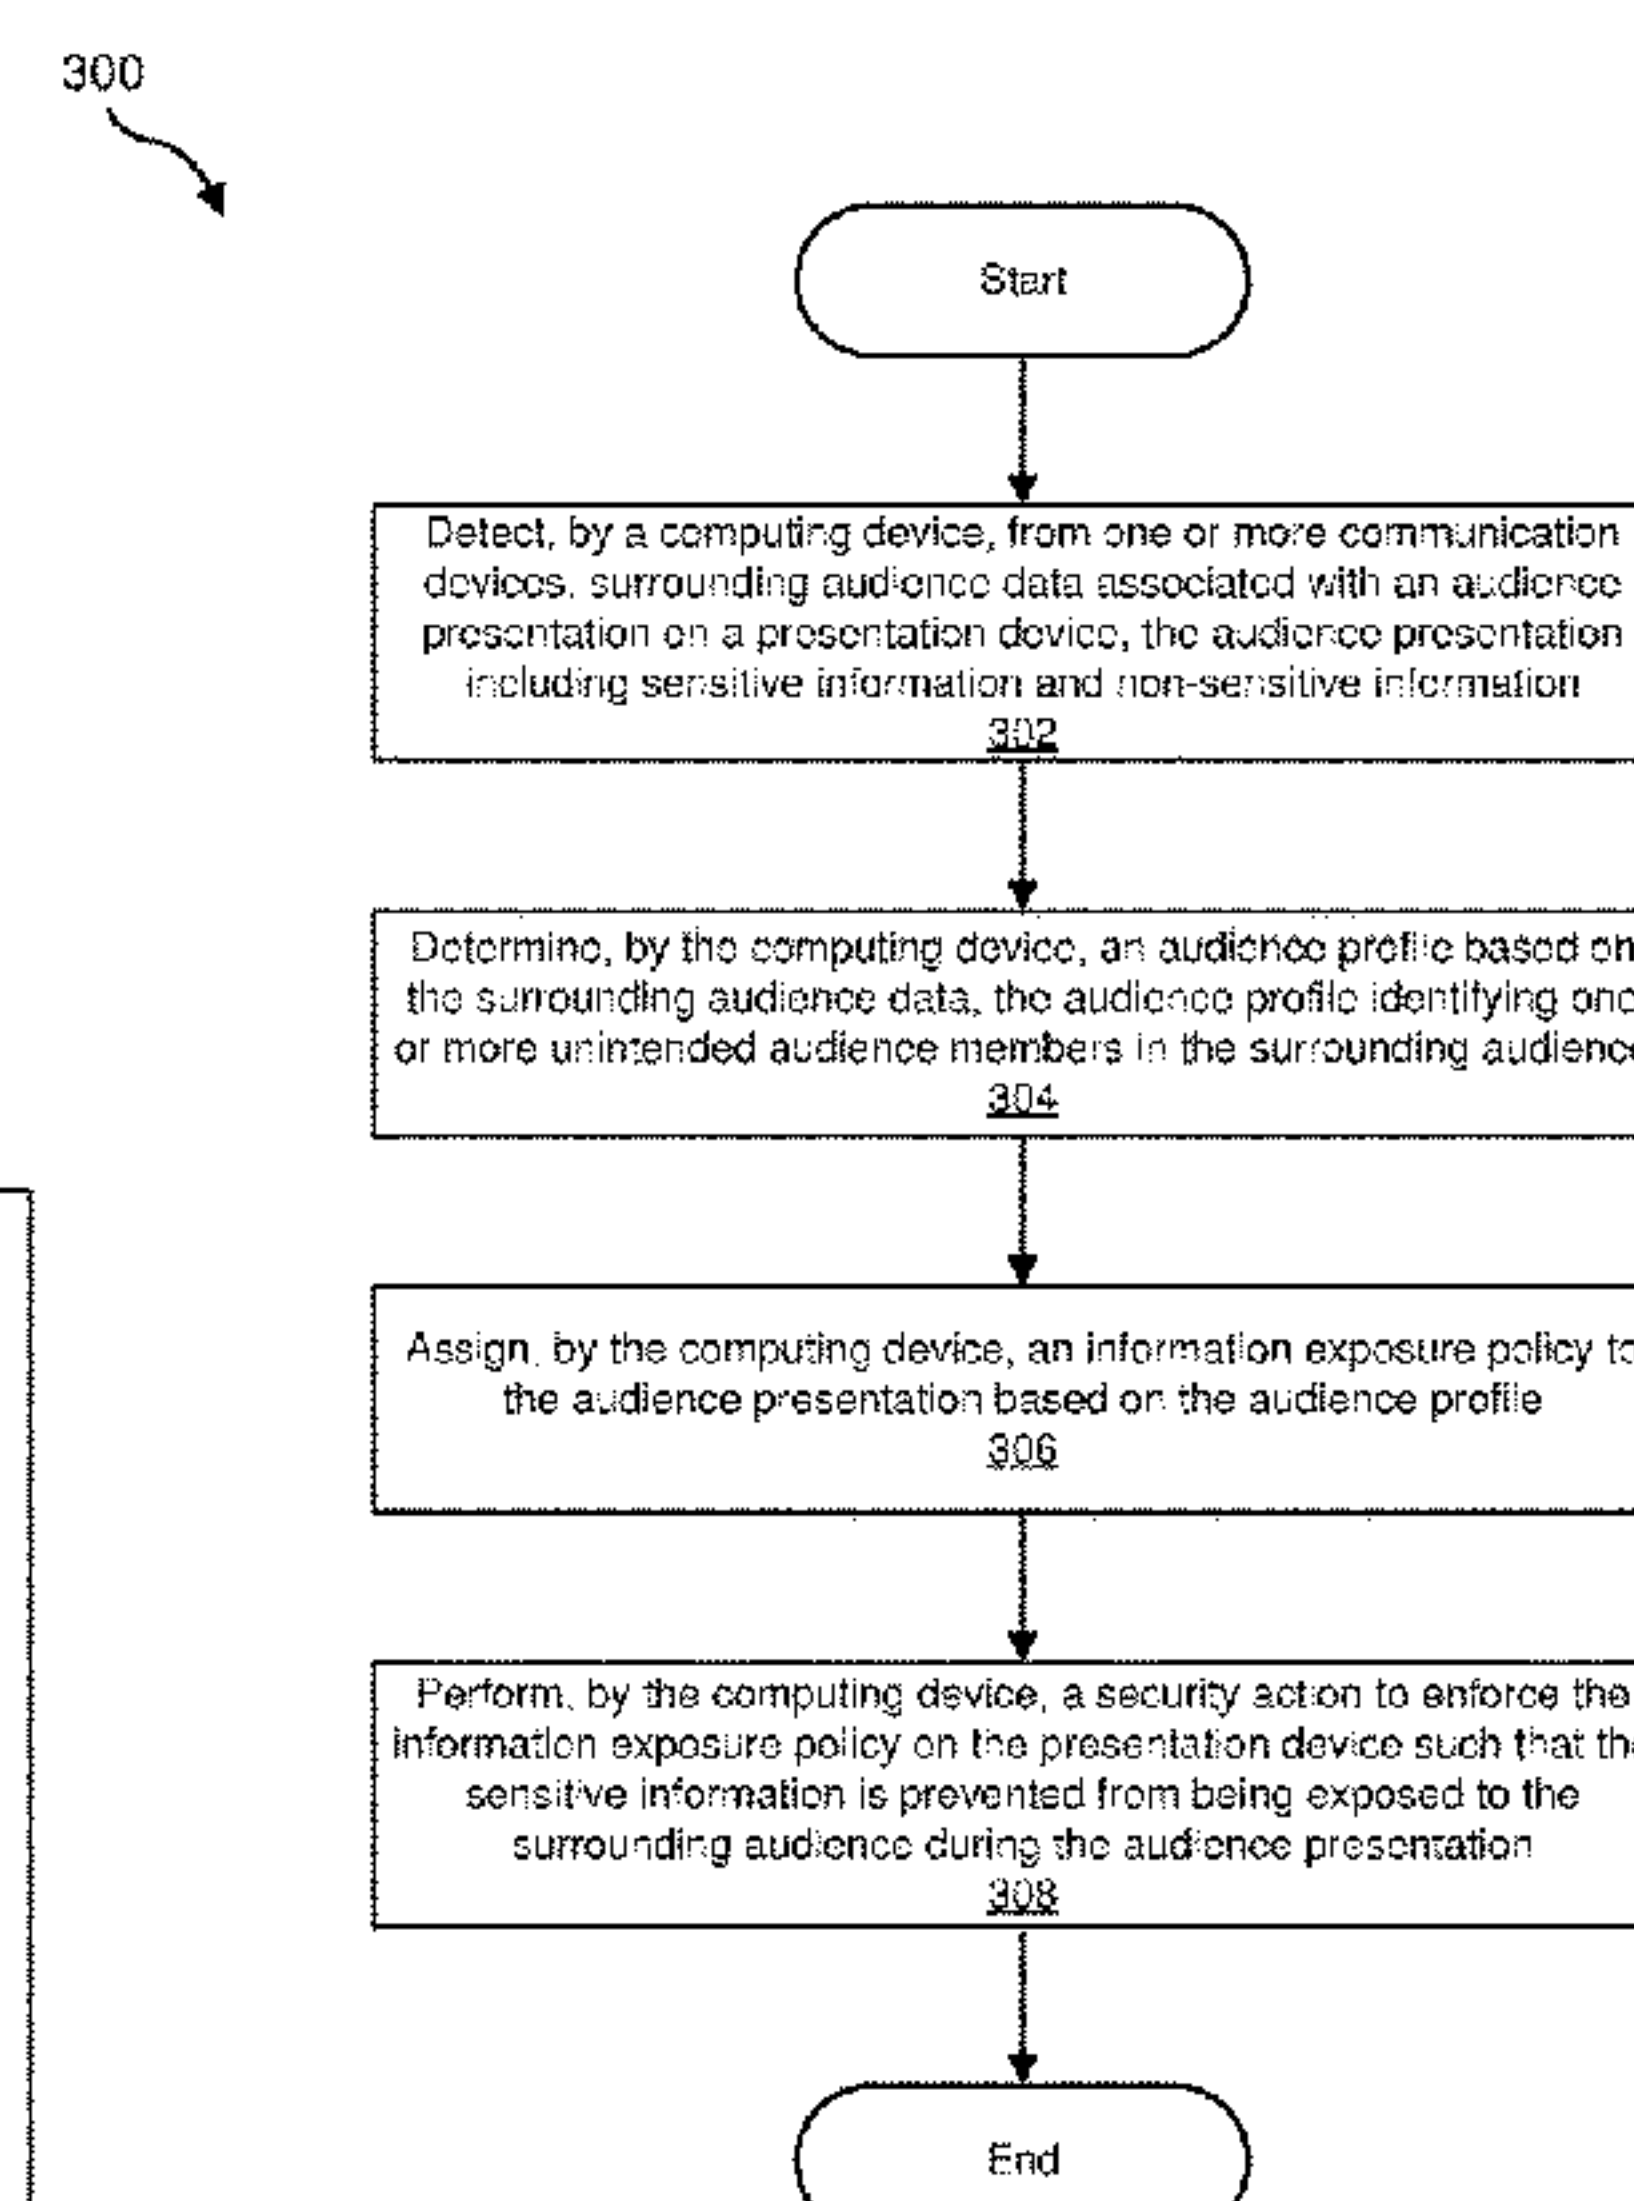 300
Start
Detect, by a computing device, from one or more communication
devices, surrounding audience data associated with an audience
presentation on a presentation device, the audience presentation
including sensitive information and non-sensitive information
302
Determine, by the computing device, an audience profile based on
the surrounding audience data, the audience profile identifying one
or more unintended audience members in the surrounding audience
304
Assign, by the computing device, an information exposure policy to
the audience presentation based on the audience profile
306
Perform, by the computing device, a security action to enforce the
information exposure policy on the presentation device such that the
sensitive information is prevented from being exposed to the
surrounding audience during the audience presentation
308
End